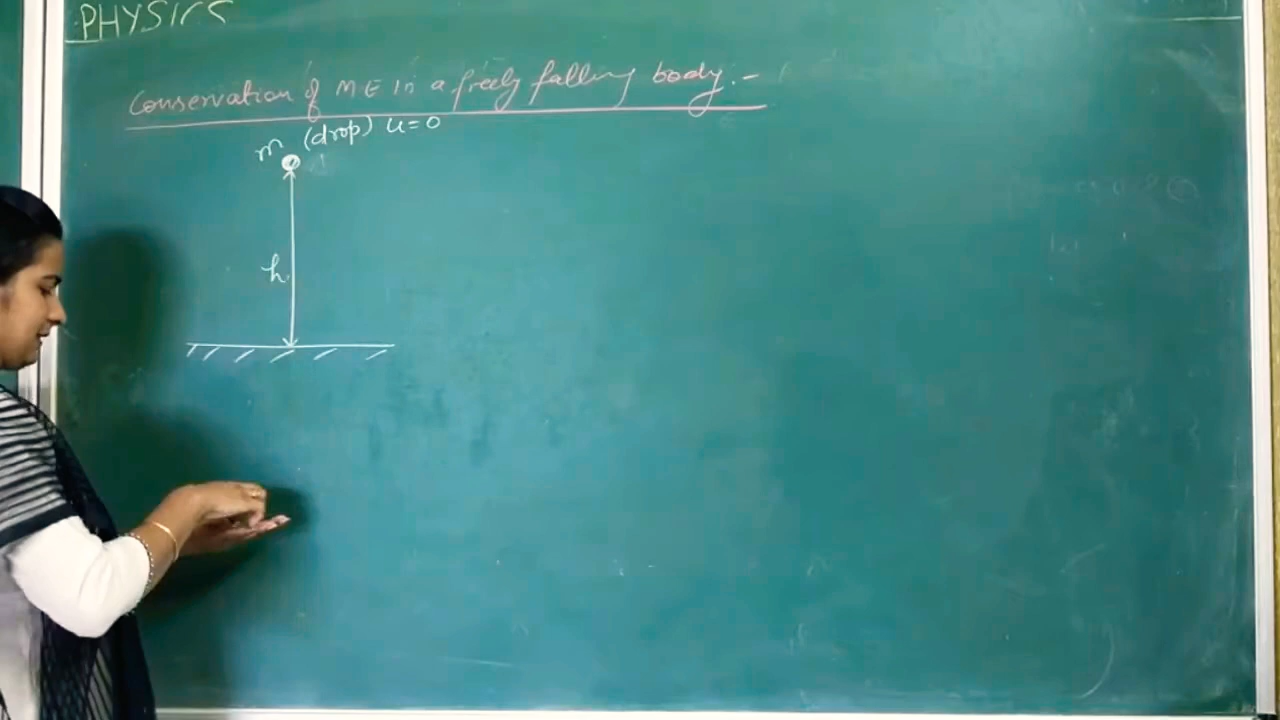 PHYSICS
Conservation of M E in a freely falling body :-
m (drop) u=0
h